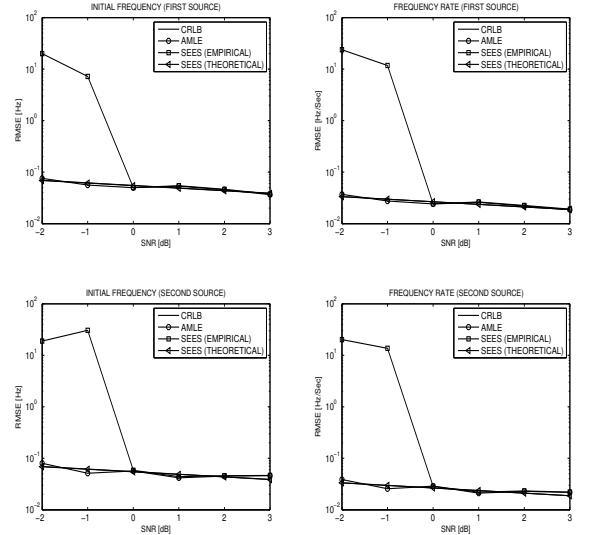 INITIAL FREQUENCY (FIRST SOURCE)
10^2
10^1
10^0
10^-1
10^-2
RMSE [Hz]
CRLB
AMLE
SEES (EMPIRICAL)
SEES (THEORETICAL)
-2 -1 0 1 2 3
SNR [dB]
FREQUENCY RATE (FIRST SOURCE)
10^2
10^1
10^0
10^-1
10^-2
RMSE [Hz/Sec]
CRLB
AMLE
SEES (EMPIRICAL)
SEES (THEORETICAL)
-2 -1 0 1 2 3
SNR [dB]
INITIAL FREQUENCY (SECOND SOURCE)
10^2
10^1
10^0
10^-1
10^-2
RMSE [Hz]
CRLB
AMLE
SEES (EMPIRICAL)
SEES (THEORETICAL)
-2 -1 0 1 2 3
SNR [dB]
FREQUENCY RATE (SECOND SOURCE)
10^2
10^1
10^0
10^-1
10^-2
RMSE [Hz/Sec]
CRLB
AMLE
SEES (EMPIRICAL)
SEES (THEORETICAL)
-2 -1 0 1 2 3
SNR [dB]